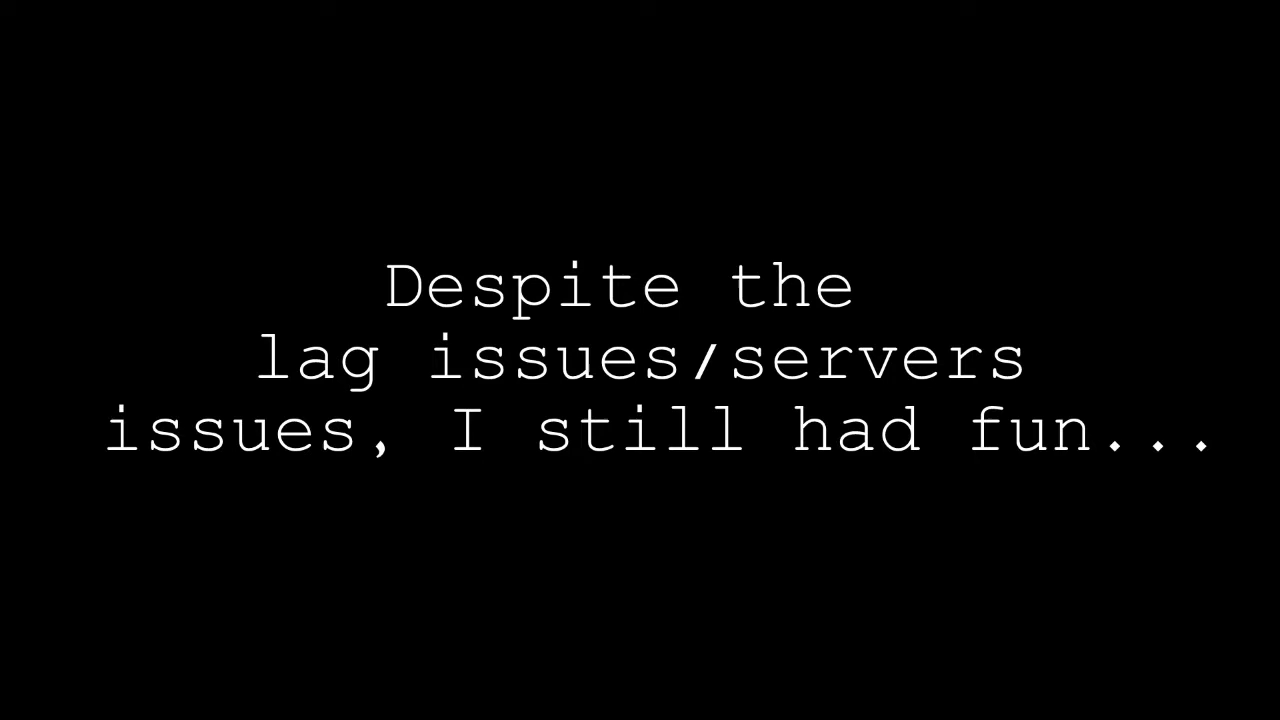 Despite the
lag issues/servers
issues, I still had fun...